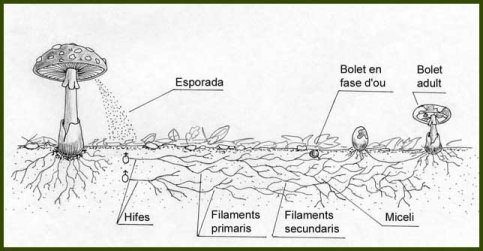 Esporada
Bolet en
fase d'ou
Bolet
adult
Hifes
Filaments
primaris
Filaments
secundaris
Miceli